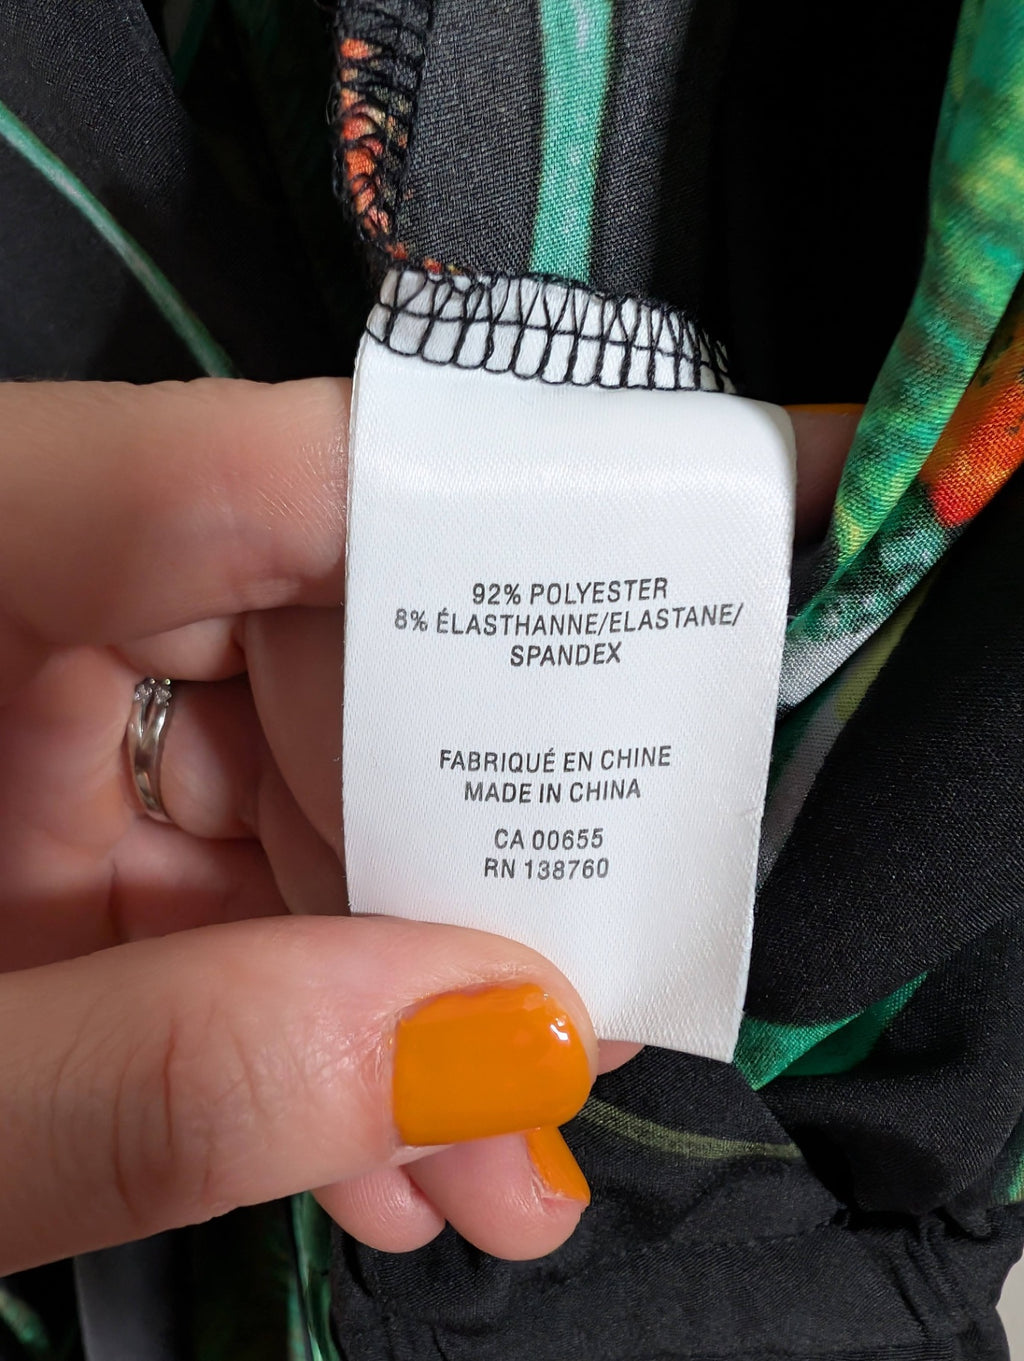 92% POLYESTER
8% ÉLASTHANNE/ELASTANE/
SPANDEX
FABRIQUÉ EN CHINE
MADE IN CHINA
CA 00655
RN 138760